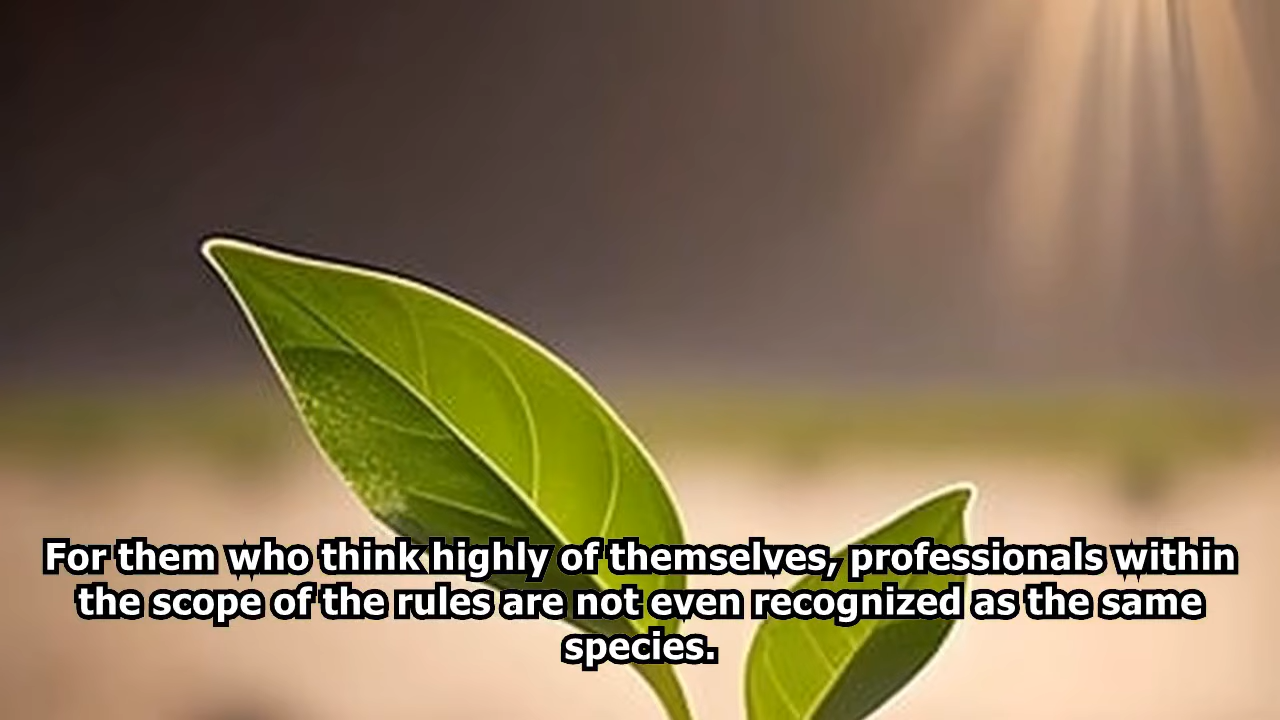 For them who think highly of themselves, professionals within
the scope of the rules are not even recognized as the same
species.